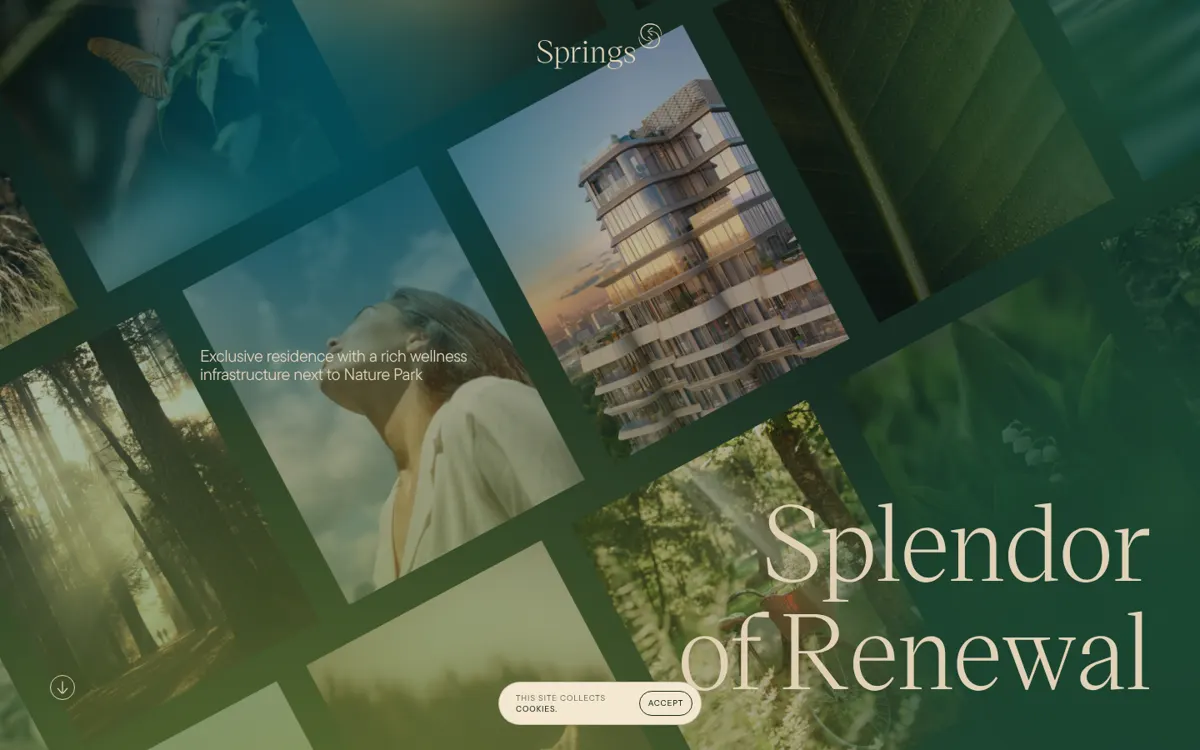 Springs
Exclusive residence with a rich wellness
infrastructure next to Nature Park
Splendor
of Renewal
THIS SITE COLLECTS
COOKIES.
ACCEPT